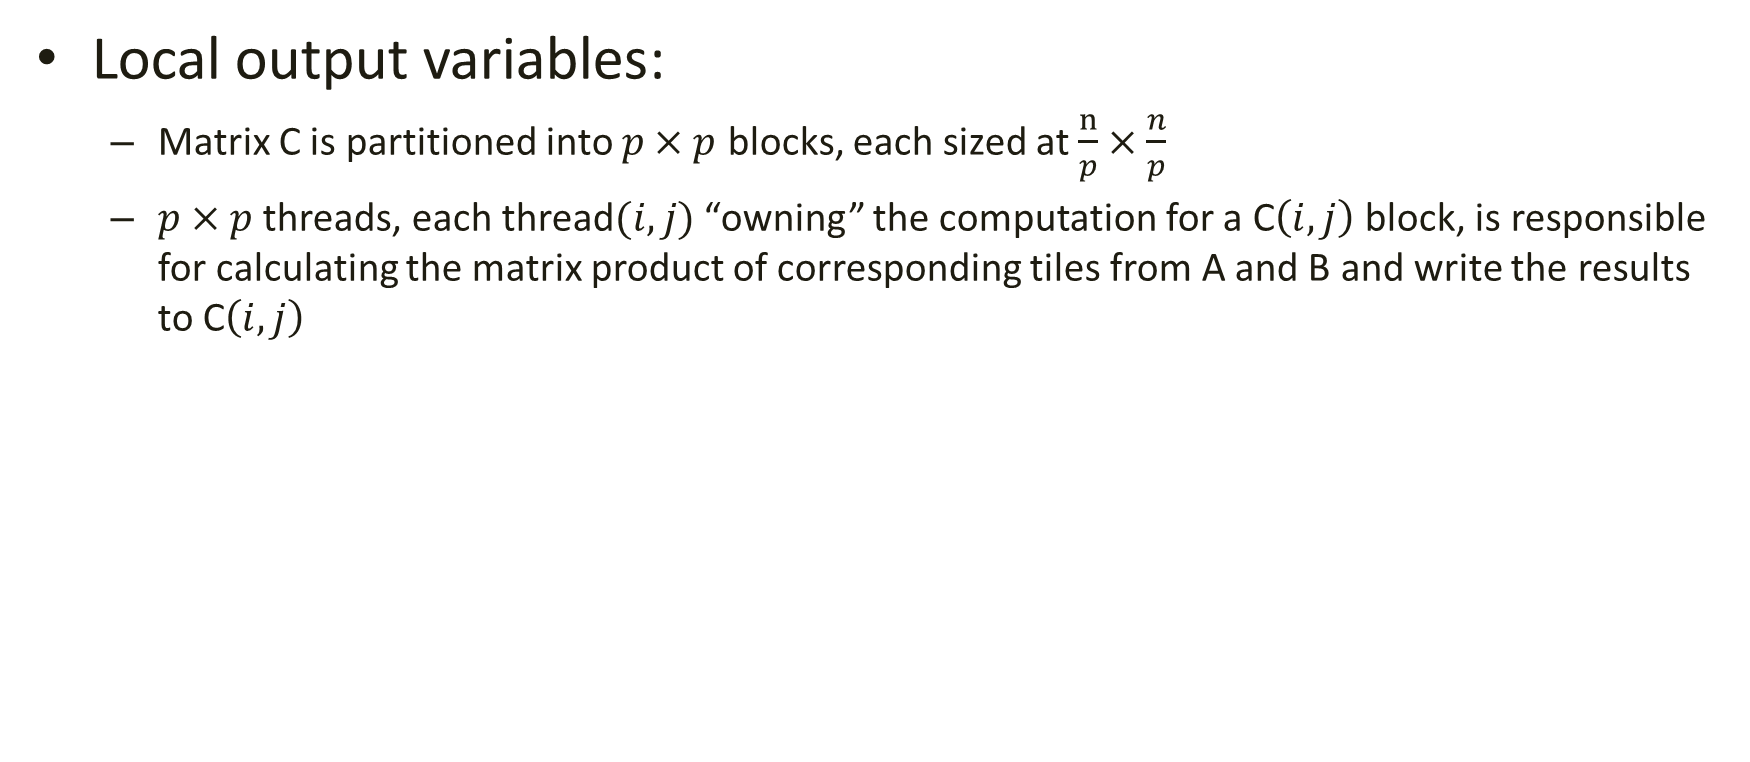 • Local output variables:
– Matrix C is partitioned into p × p blocks, each sized at n/p × n/p
– p × p threads, each thread(i, j) “owning” the computation for a C(i, j) block, is responsible
for calculating the matrix product of corresponding tiles from A and B and write the results
to C(i, j)